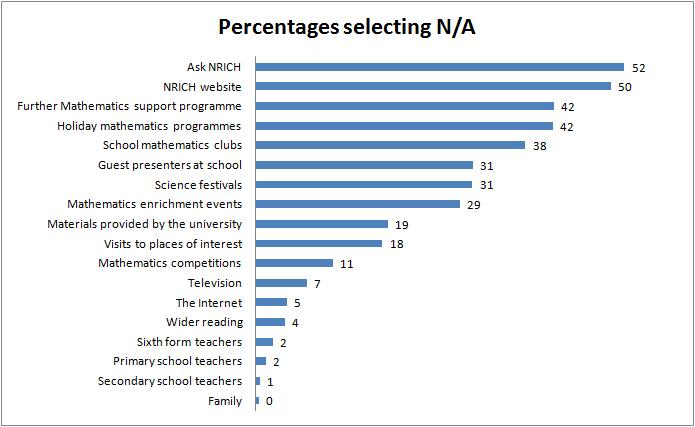 Percentages selecting N/A
Ask NRICH 52
NRICH website 50
Further Mathematics support programme 42
Holiday mathematics programmes 42
School mathematics clubs 38
Guest presenters at school 31
Science festivals 31
Mathematics enrichment events 29
Materials provided by the university 19
Visits to places of interest 18
Mathematics competitions 11
Television 7
The Internet 5
Wider reading 4
Sixth form teachers 2
Primary school teachers 2
Secondary school teachers 1
Family 0